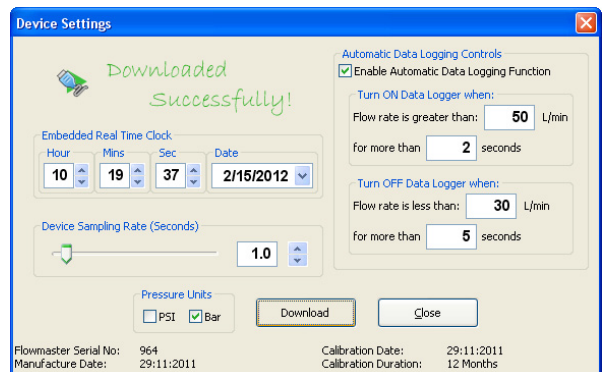 Device Settings
Downloaded
Successfully!
Embedded Real Time Clock
Hour Mins Sec Date
10 19 37 2/15/2012
Device Sampling Rate (Seconds)
1.0
Automatic Data Logging Controls
Enable Automatic Data Logging Function
Turn ON Data Logger when:
Flow rate is greater than: 50 L/min
for more than 2 seconds
Turn OFF Data Logger when:
Flow rate is less than: 30 L/min
for more than 5 seconds
Pressure Units
PSI Bar
Download Close
Flowmaster Serial No: 964
Manufacture Date: 29:11:2011
Calibration Date: 29:11:2011
Calibration Duration: 12 Months